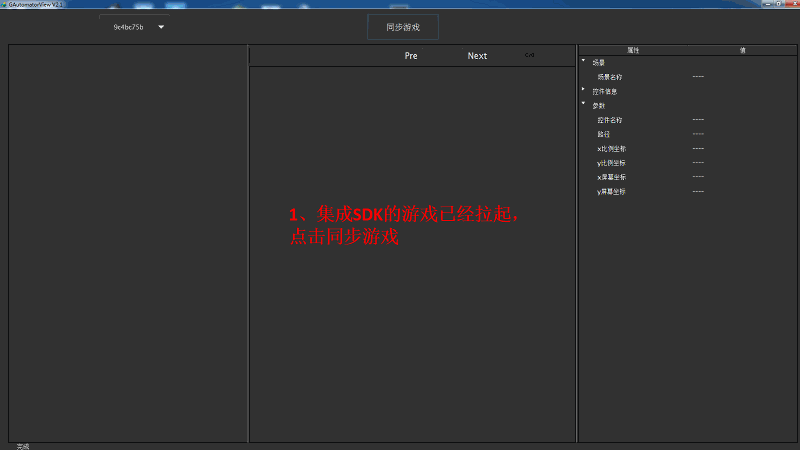 GAutomatorView V2.1
9c4bc75b
同步游戏
Pre
Next
0/0
属性
值
场景
场景名称
----
控件信息
参数
控件名称
----
路径
----
x比例坐标
----
y比例坐标
----
x屏幕坐标
----
y屏幕坐标
----
1、集成SDK的游戏已经拉起，
点击同步游戏
完成